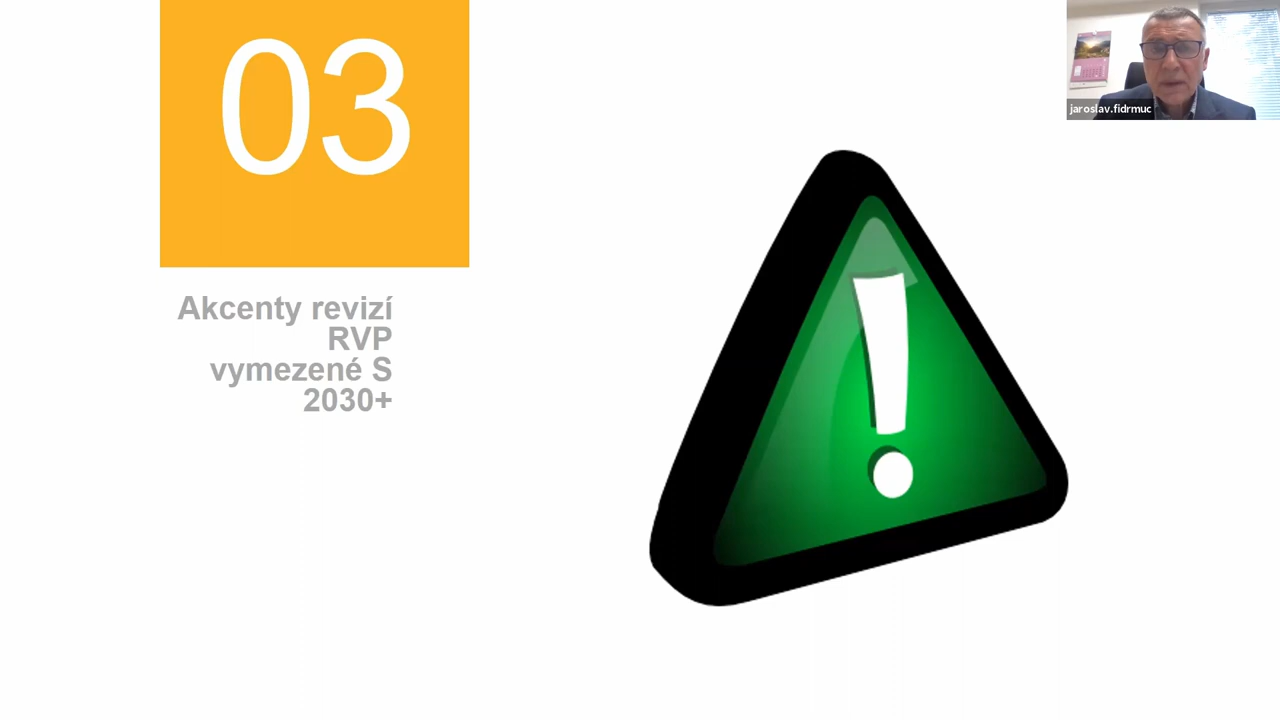 03
jaroslav.fidrmuc
Akcenty revizí
RVP
vymezené S
2030+